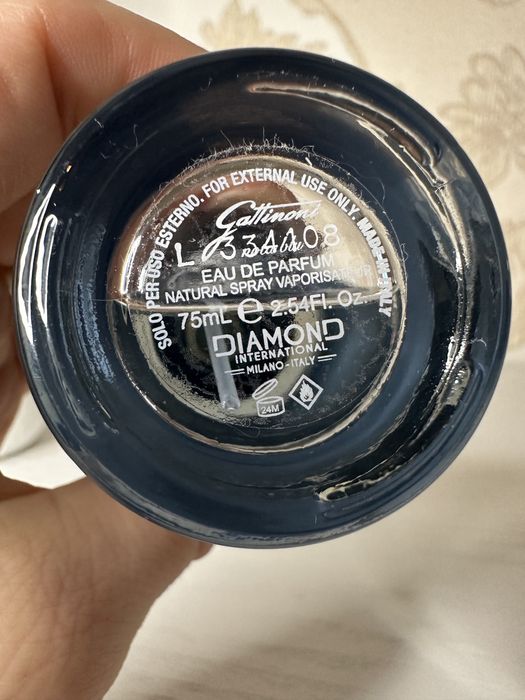 SOLO PER USO ESTERNO. FOR EXTERNAL USE ONLY. MADE IN ITALY
Gattinoni
L 334108
EAU DE PARFUM
NATURAL SPRAY VAPORISATEUR
75mL e 2.54Fl. Oz.
DIAMOND
INTERNATIONAL
MILANO-ITALY
24M